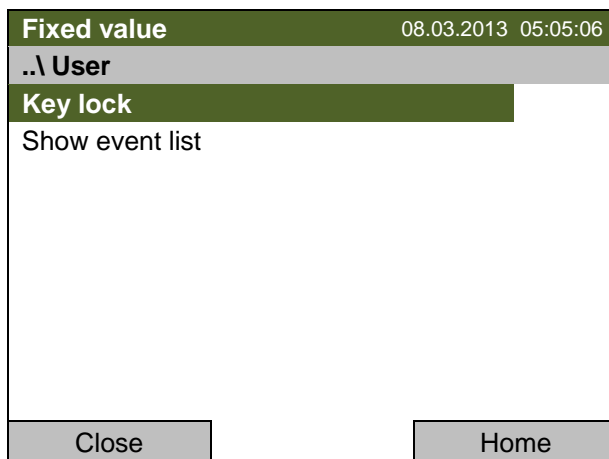 Fixed value 08.03.2013 05:05:06
..\ User
Key lock
Show event list
Close Home